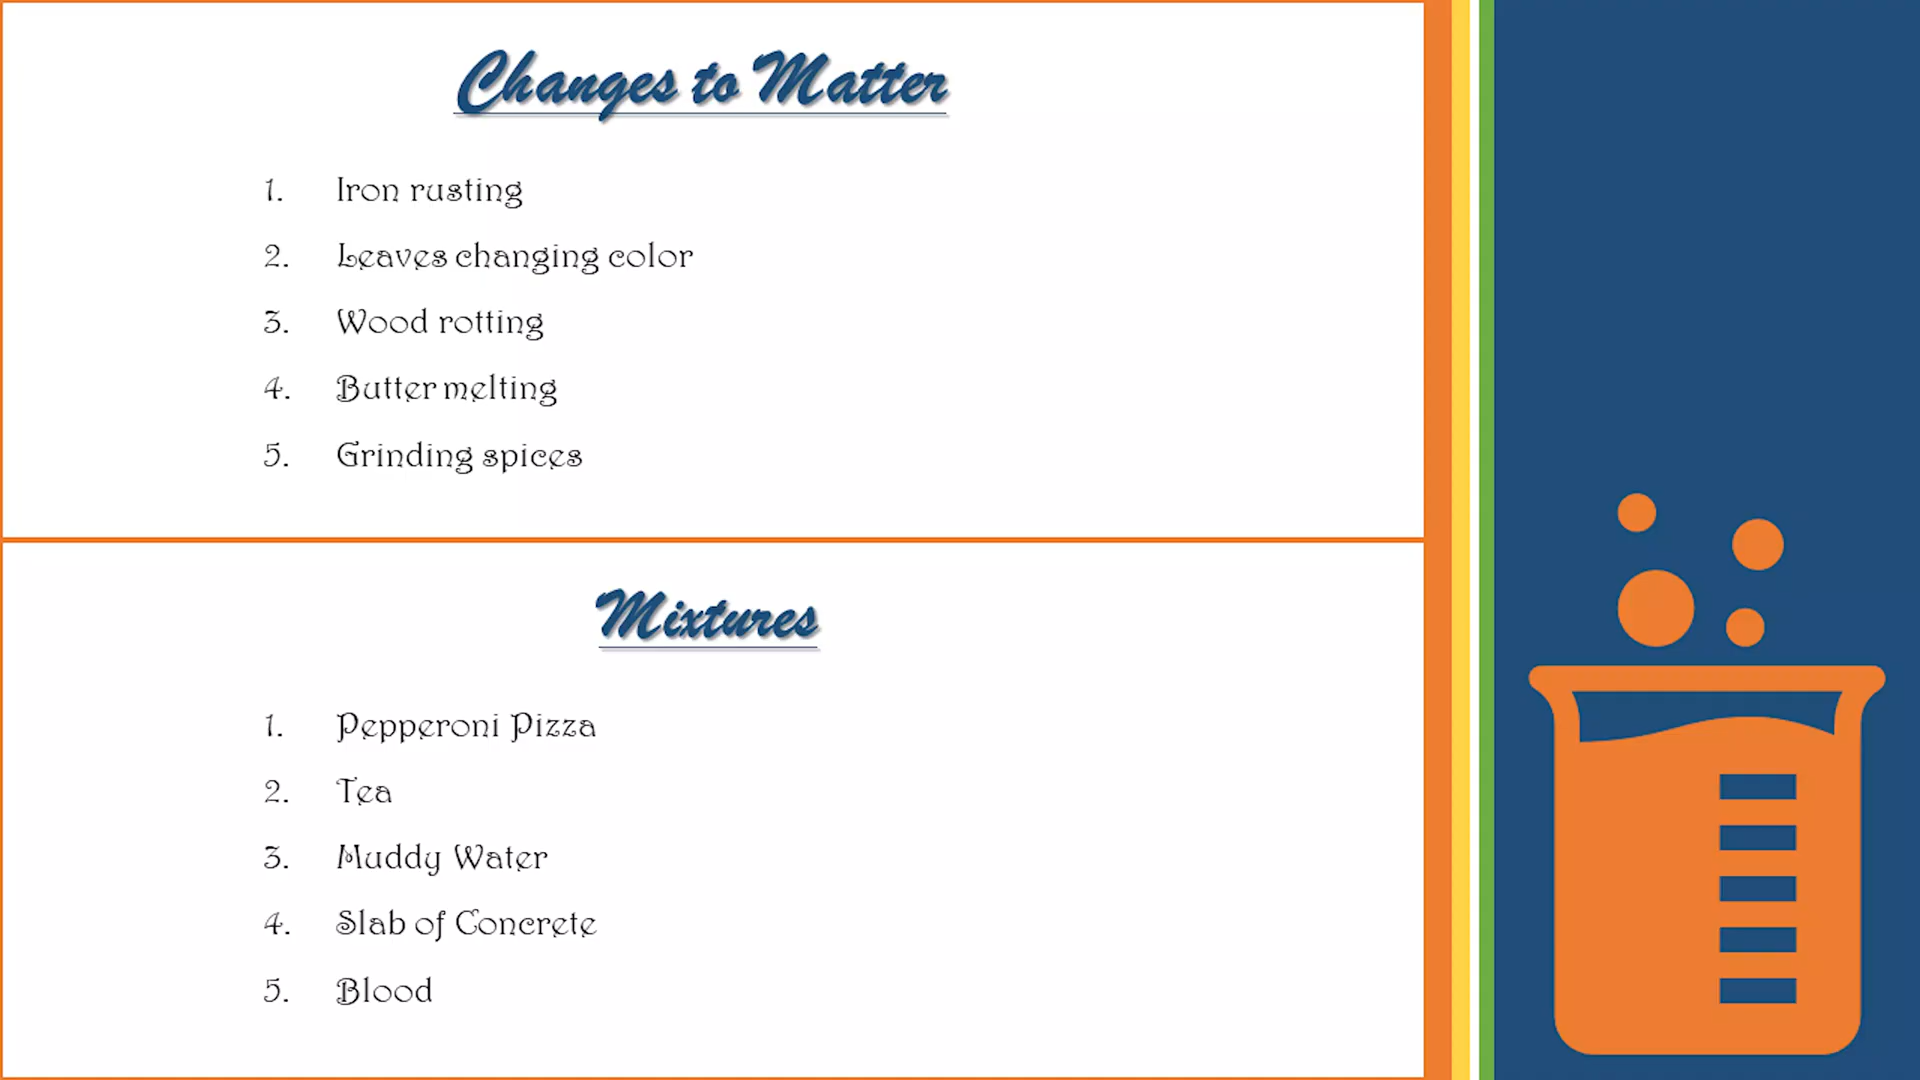 Changes to Matter
1. Iron rusting
2. Leaves changing color
3. Wood rotting
4. Butter melting
5. Grinding spices
Mixtures
1. Pepperoni Pizza
2. Tea
3. Muddy Water
4. Slab of Concrete
5. Blood